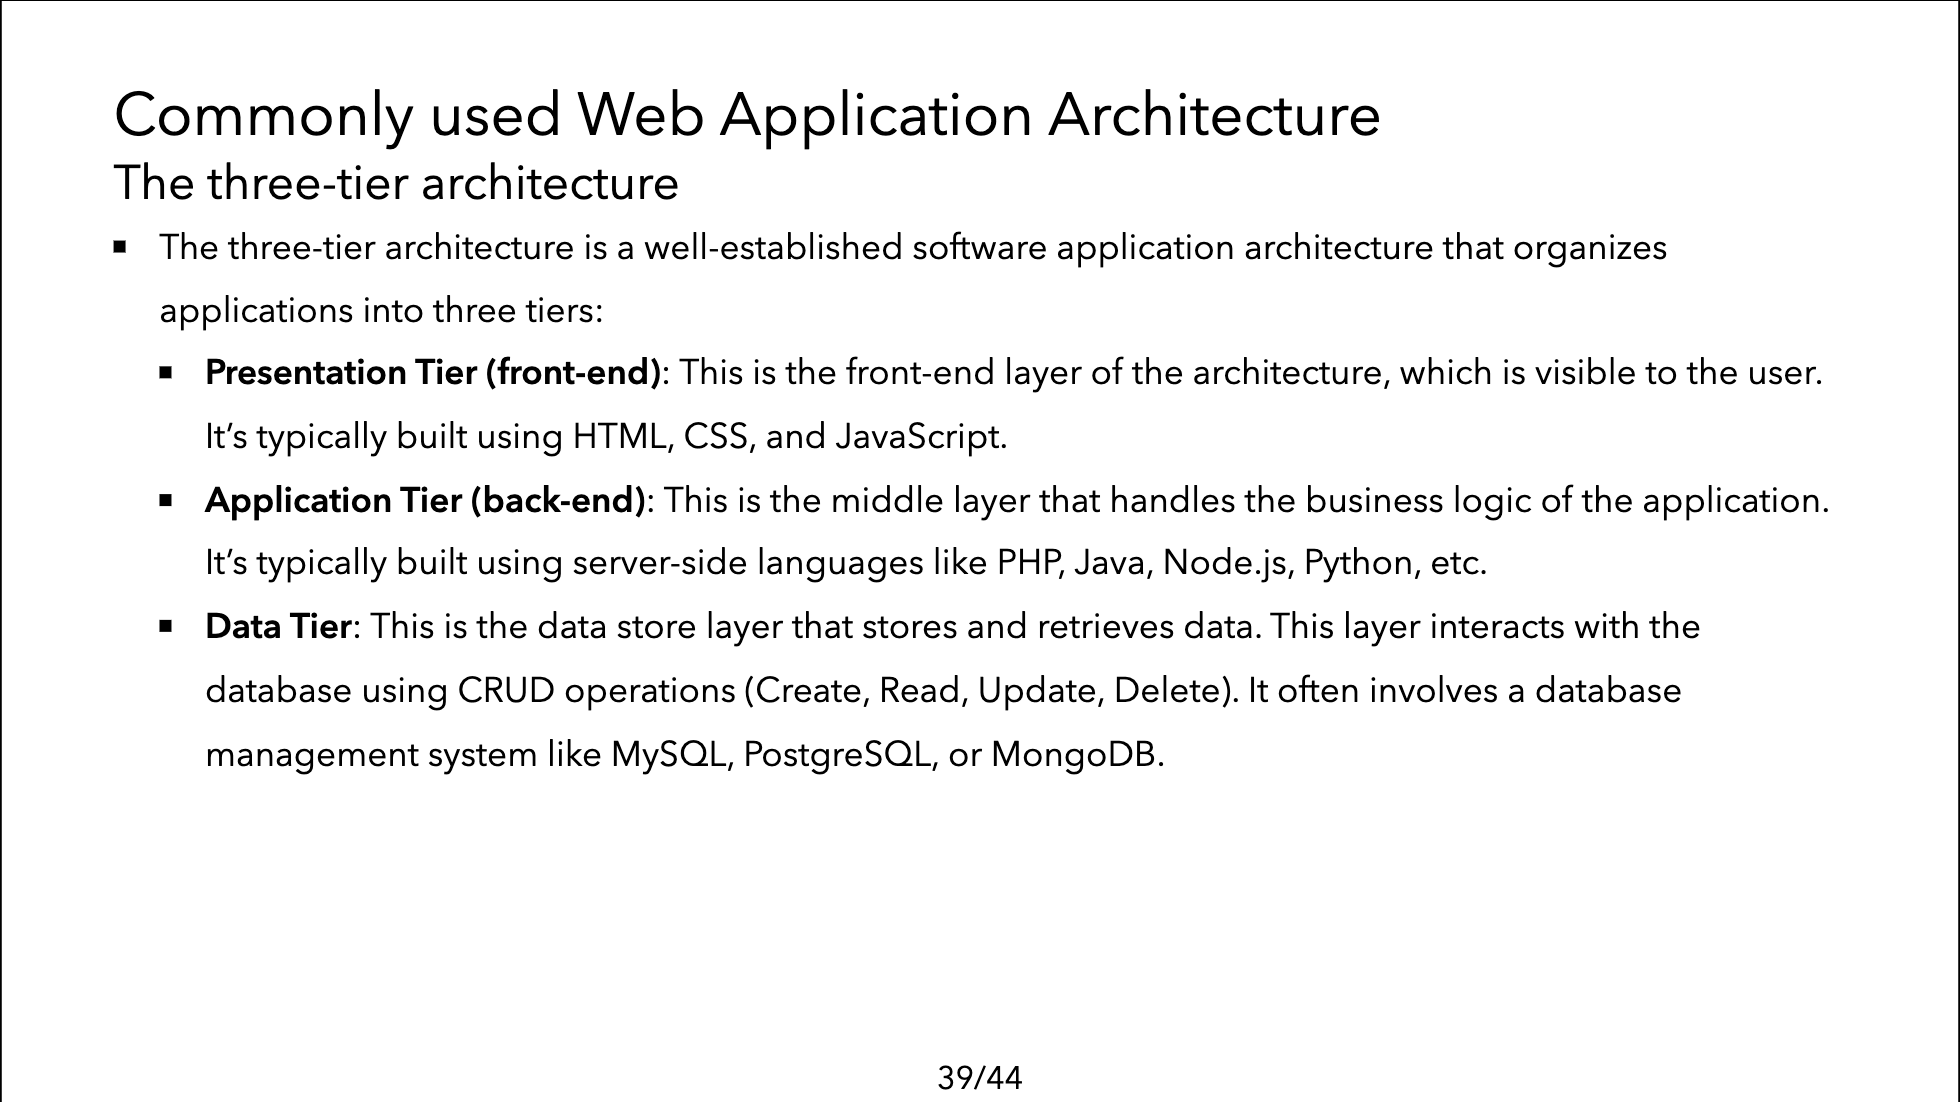 Commonly used Web Application Architecture
The three-tier architecture
▪ The three-tier architecture is a well-established software application architecture that organizes
applications into three tiers:
▪ Presentation Tier (front-end): This is the front-end layer of the architecture, which is visible to the user.
It’s typically built using HTML, CSS, and JavaScript.
▪ Application Tier (back-end): This is the middle layer that handles the business logic of the application.
It’s typically built using server-side languages like PHP, Java, Node.js, Python, etc.
▪ Data Tier: This is the data store layer that stores and retrieves data. This layer interacts with the
database using CRUD operations (Create, Read, Update, Delete). It often involves a database
management system like MySQL, PostgreSQL, or MongoDB.
39/44